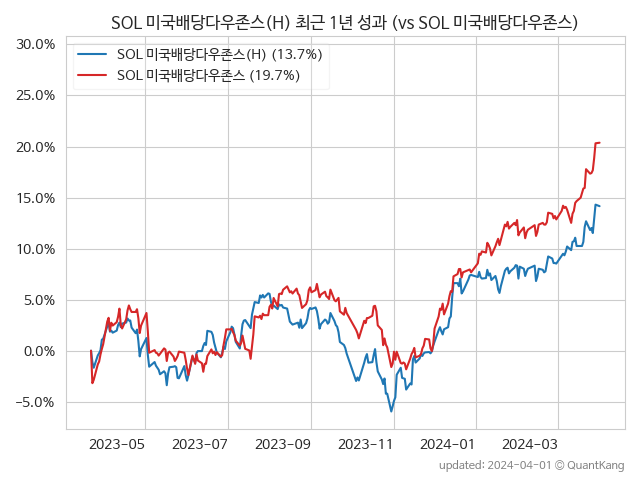 SOL 미국배당다우존스(H) 최근 1년 성과 (vs SOL 미국배당다우존스)
30.0%
SOL 미국배당다우존스(H) (13.7%)
SOL 미국배당다우존스 (19.7%)
25.0%
20.0%
15.0%
10.0%
5.0%
0.0%
−5.0%
2023-05 2023-07 2023-09 2023-11 2024-01 2024-03
updated: 2024-04-01 © QuantKang